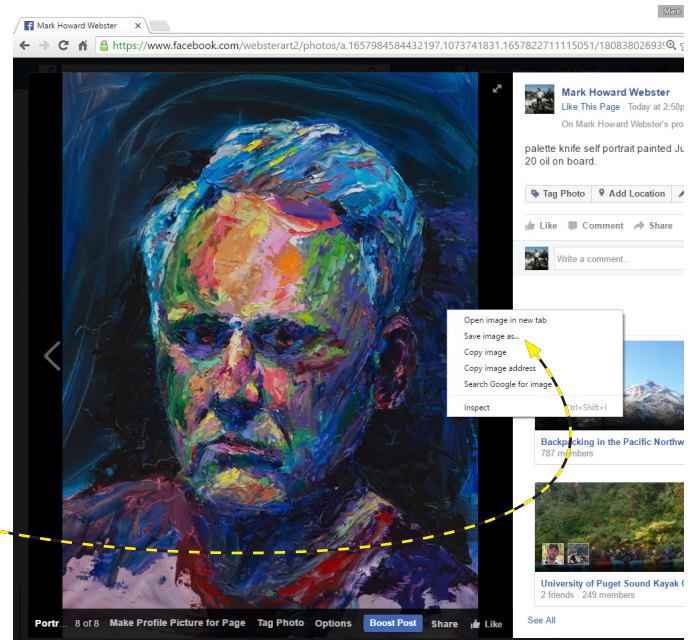 Mark
Mark Howard Webster
https://www.facebook.com/websterart2/photos/a.1657984584432197.1073741831.1657822711115051/18083802693
Mark Howard Webster
Like This Page · Today at 2:50p
On Mark Howard Webster's pro
palette knife self portrait painted Ju
20 oil on board.
Tag Photo Add Location
Like Comment Share
Write a comment...
Open image in new tab
Save image as...
Copy image
Copy image address
Search Google for image
Inspect Ctrl+Shift+I
Backpacking in the Pacific Northw
787 members
University of Puget Sound Kayak
2 friends · 249 members
See All
Portr... 8 of 8 Make Profile Picture for Page Tag Photo Options Boost Post Share Like